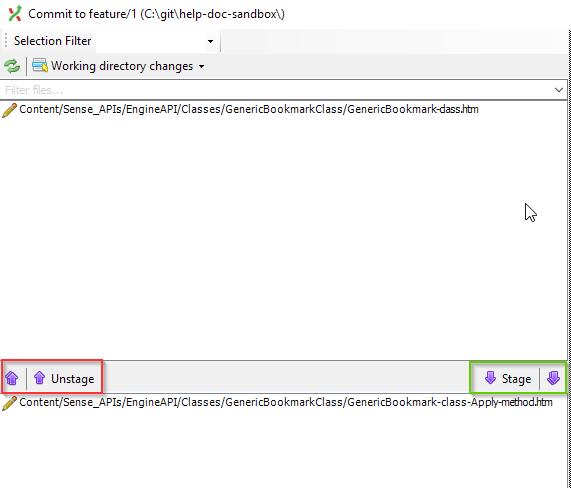 Commit to feature/1 (C:\git\help-doc-sandbox\)
Selection Filter
Working directory changes
Filter files...
Content/Sense_APIs/EngineAPI/Classes/GenericBookmarkClass/GenericBookmark-class.htm
Unstage Stage
Content/Sense_APIs/EngineAPI/Classes/GenericBookmarkClass/GenericBookmark-class-Apply-method.htm